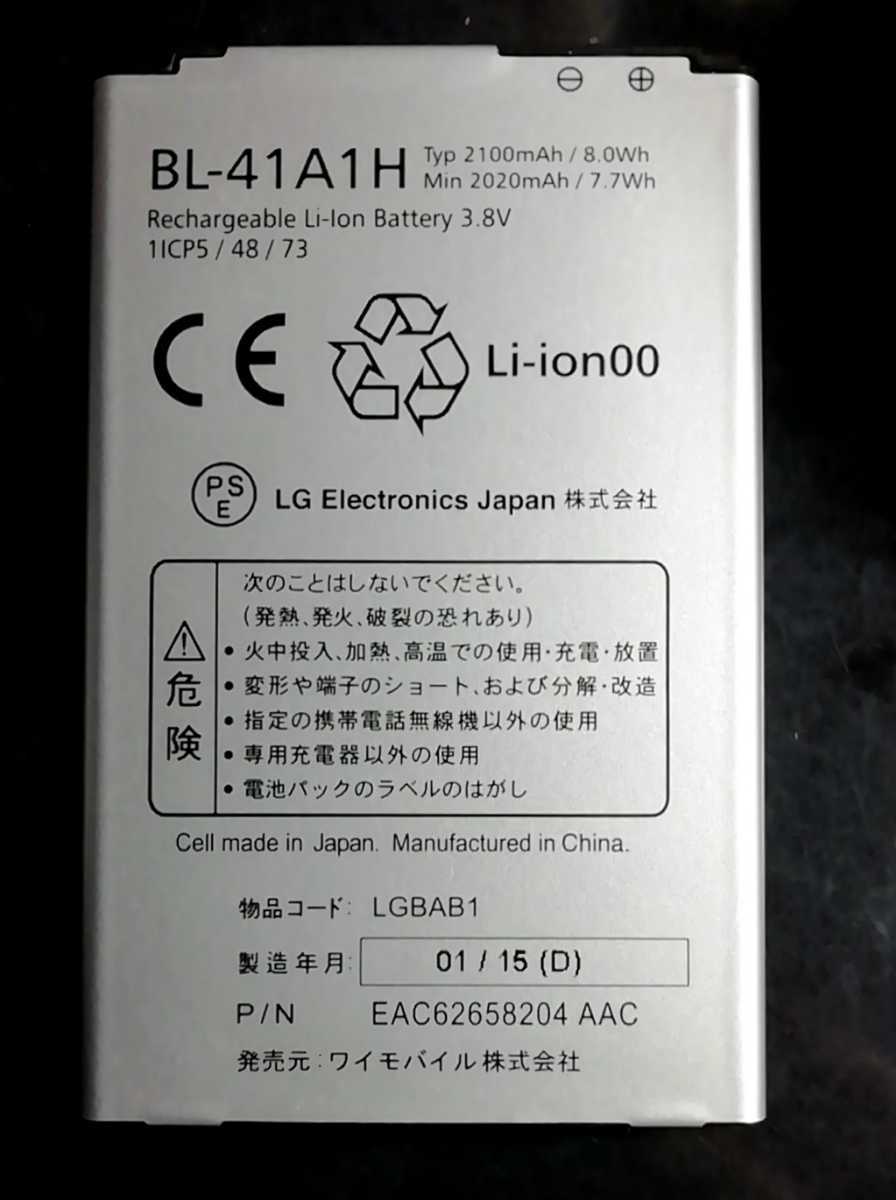 ⊖ ⊕
BL-41A1H
Typ 2100mAh / 8.0Wh
Min 2020mAh / 7.7Wh
Rechargeable Li-Ion Battery 3.8V
1ICP5 / 48 / 73
CE
Li-ion00
PS
E
LG Electronics Japan 株式会社
危険
次のことはしないでください。
(発熱、発火、破裂の恐れあり)
• 火中投入、加熱、高温での使用・充電・放置
• 変形や端子のショート、および分解・改造
• 指定の携帯電話無線機以外の使用
• 専用充電器以外の使用
• 電池パックのラベルのはがし
Cell made in Japan. Manufactured in China.
物品コード: LGBAB1
製造年月: 01 / 15 (D)
P/N EAC62658204 AAC
発売元:ワイモバイル株式会社